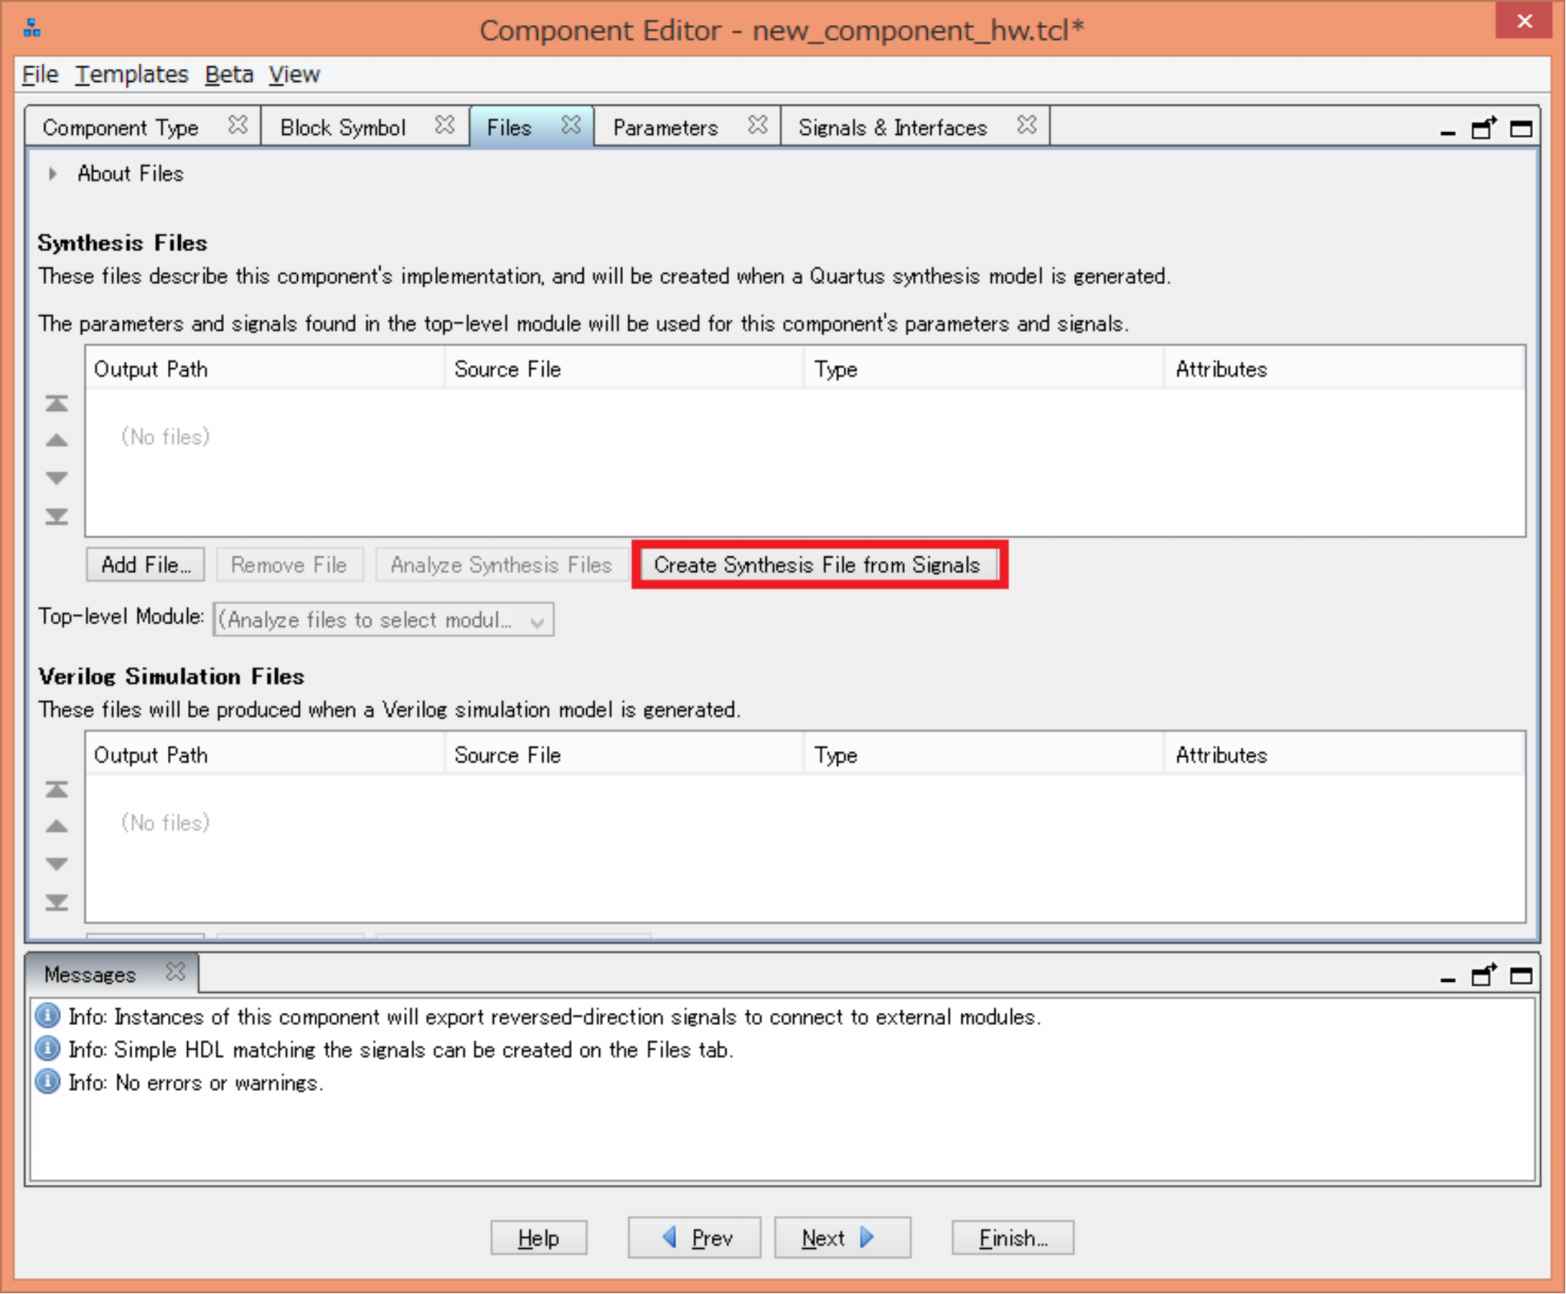 Component Editor - new_component_hw.tcl*
File Templates Beta View
Component Type Block Symbol Files Parameters Signals & Interfaces
About Files
Synthesis Files
These files describe this component's implementation, and will be created when a Quartus synthesis model is generated.
The parameters and signals found in the top-level module will be used for this component's parameters and signals.
Output Path Source File Type Attributes
(No files)
Add File... Remove File Analyze Synthesis Files Create Synthesis File from Signals
Top-level Module: (Analyze files to select modul...
Verilog Simulation Files
These files will be produced when a Verilog simulation model is generated.
Output Path Source File Type Attributes
(No files)
Messages
Info: Instances of this component will export reversed-direction signals to connect to external modules.
Info: Simple HDL matching the signals can be created on the Files tab.
Info: No errors or warnings.
Help Prev Next Finish...